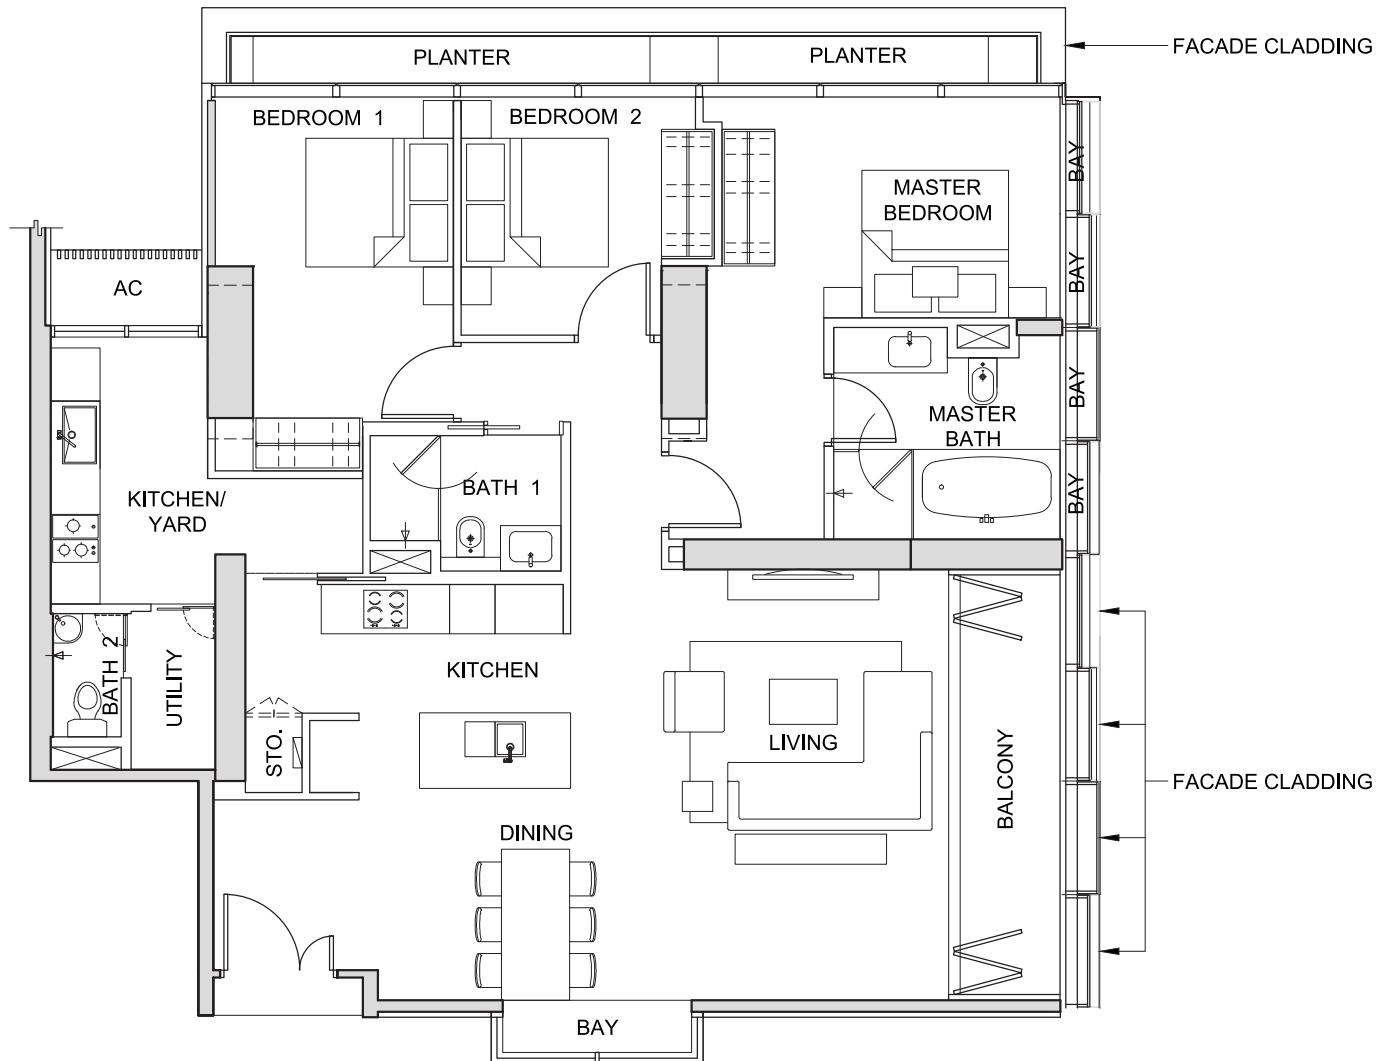 PLANTER
PLANTER
FACADE CLADDING
BEDROOM 1
BEDROOM 2
BAY
MASTER
BEDROOM
BAY
AC
BAY
MASTER
BATH
BAY
KITCHEN/
YARD
BATH 1
BATH 2
UTILITY
KITCHEN
STO.
LIVING
BALCONY
FACADE CLADDING
DINING
BAY